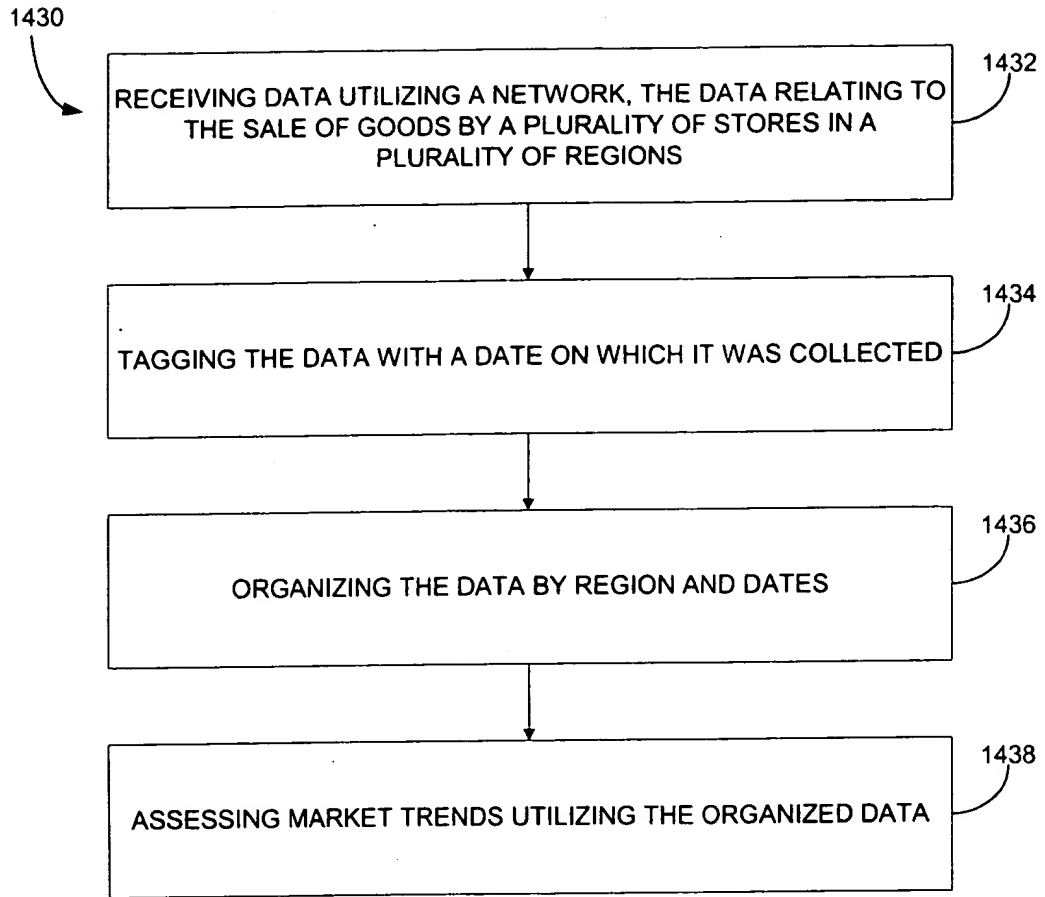 1430
1432
RECEIVING DATA UTILIZING A NETWORK, THE DATA RELATING TO
THE SALE OF GOODS BY A PLURALITY OF STORES IN A
PLURALITY OF REGIONS
1434
TAGGING THE DATA WITH A DATE ON WHICH IT WAS COLLECTED
1436
ORGANIZING THE DATA BY REGION AND DATES
1438
ASSESSING MARKET TRENDS UTILIZING THE ORGANIZED DATA